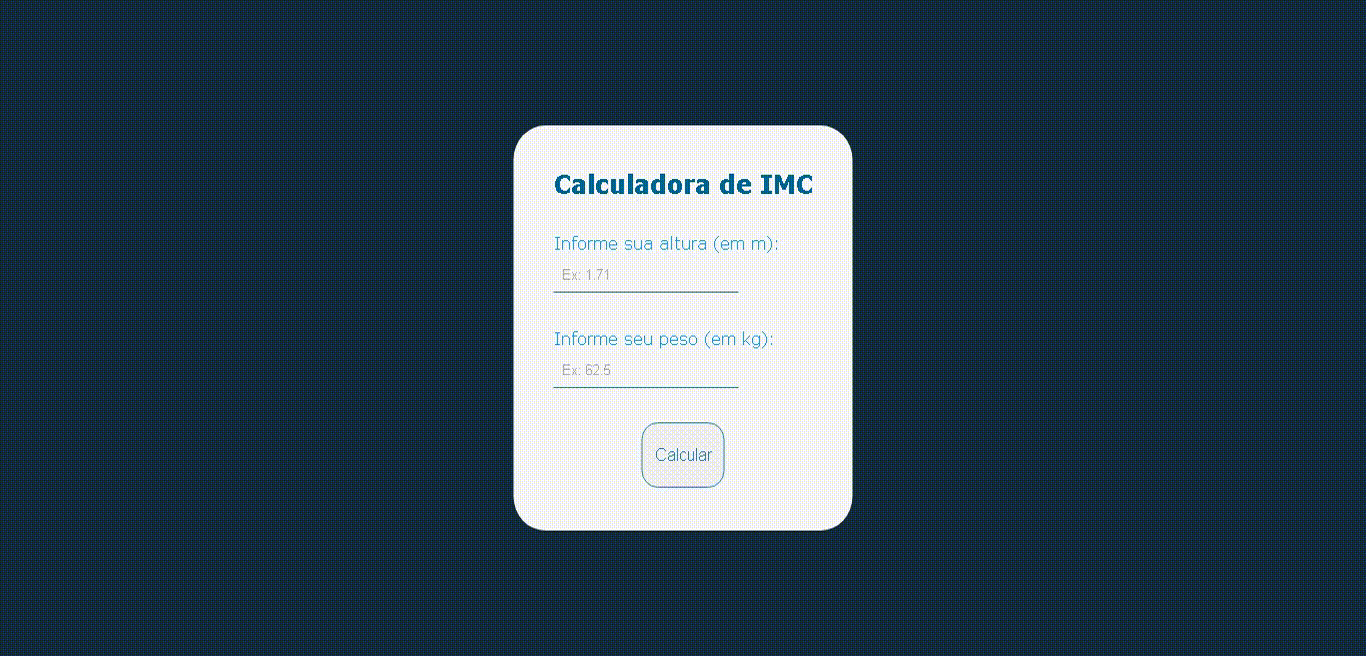 Calculadora de IMC
Informe sua altura (em m):
Ex: 1.71
Informe seu peso (em kg):
Ex: 62.5
Calcular